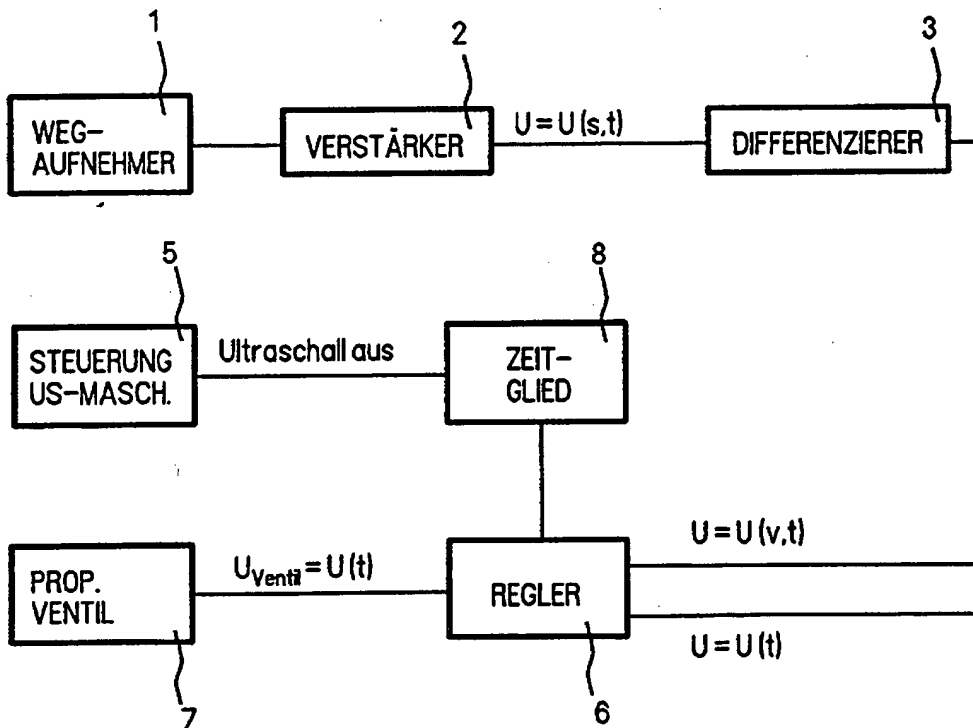 1
2
3
WEG-
AUFNEHMER
VERSTÄRKER
U = U (s,t)
DIFFERENZIERER
5
8
STEUERUNG
US-MASCH.
Ultraschall aus
ZEIT-
GLIED
PROP.
VENTIL
U Ventil = U (t)
REGLER
U = U (v,t)
U = U (t)
7
6